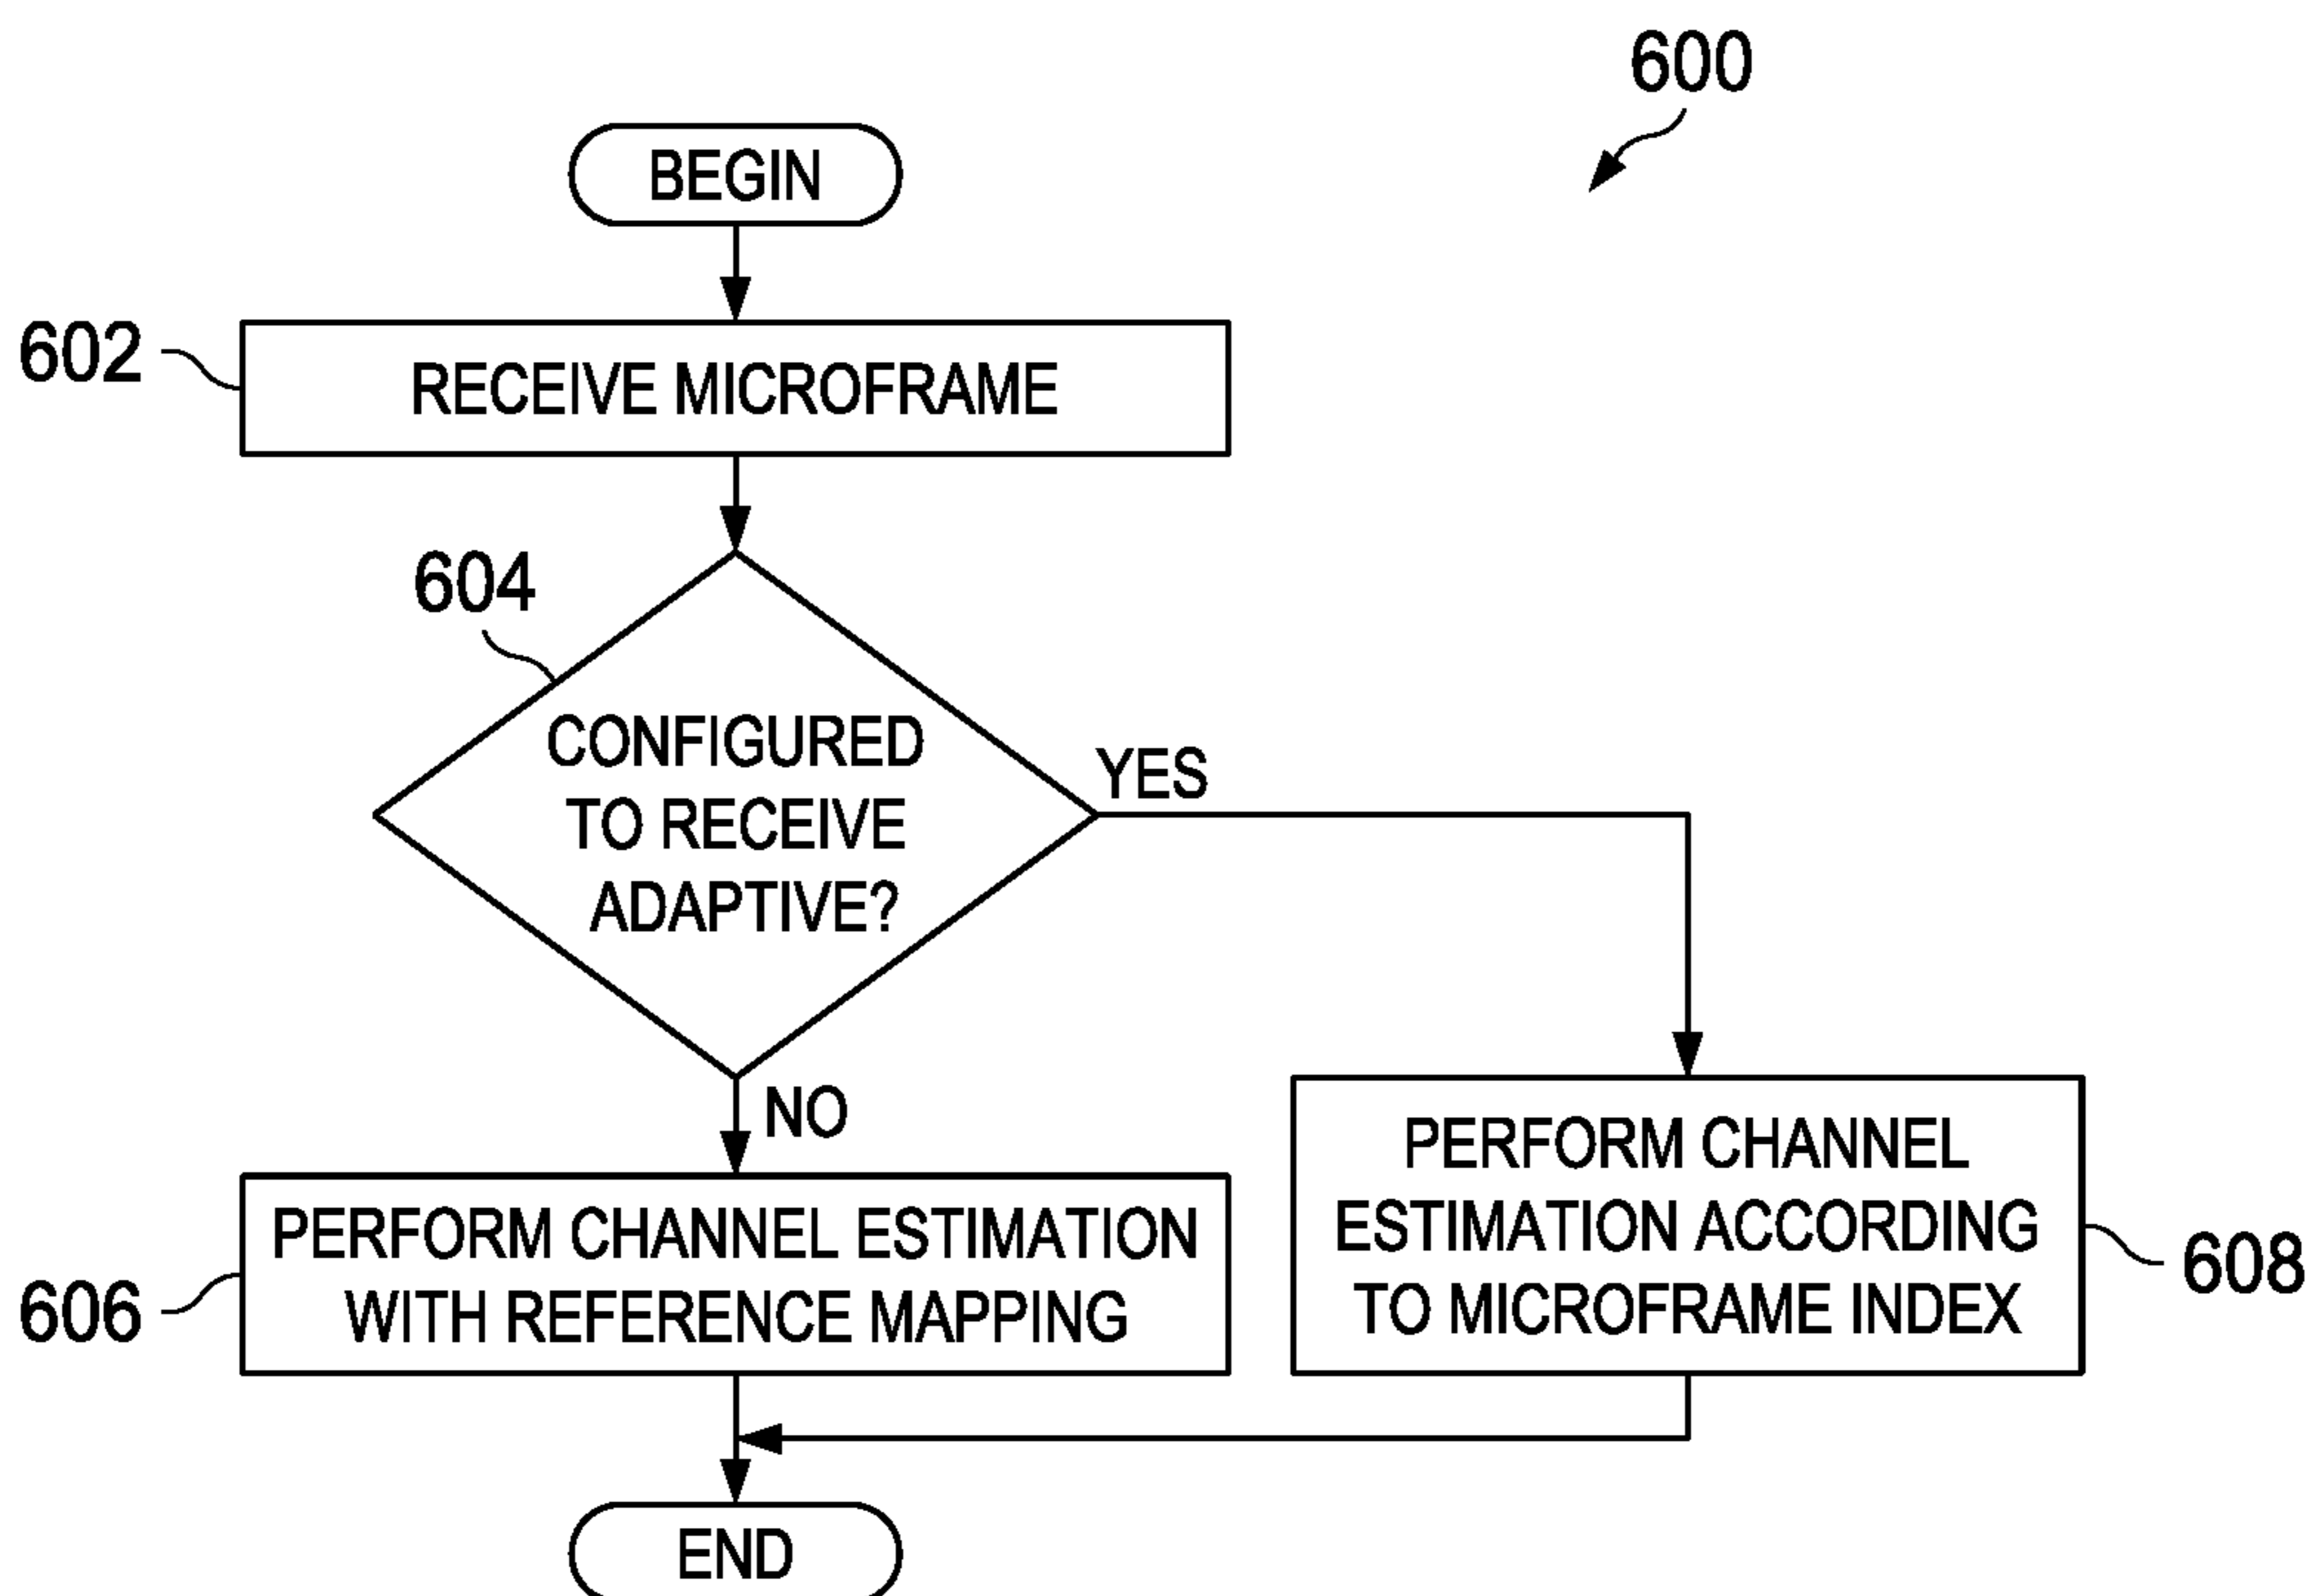 600
BEGIN
602
RECEIVE MICROFRAME
604
CONFIGURED
TO RECEIVE
ADAPTIVE?
YES
NO
PERFORM CHANNEL ESTIMATION
WITH REFERENCE MAPPING
606
PERFORM CHANNEL
ESTIMATION ACCORDING
TO MICROFRAME INDEX
608
END